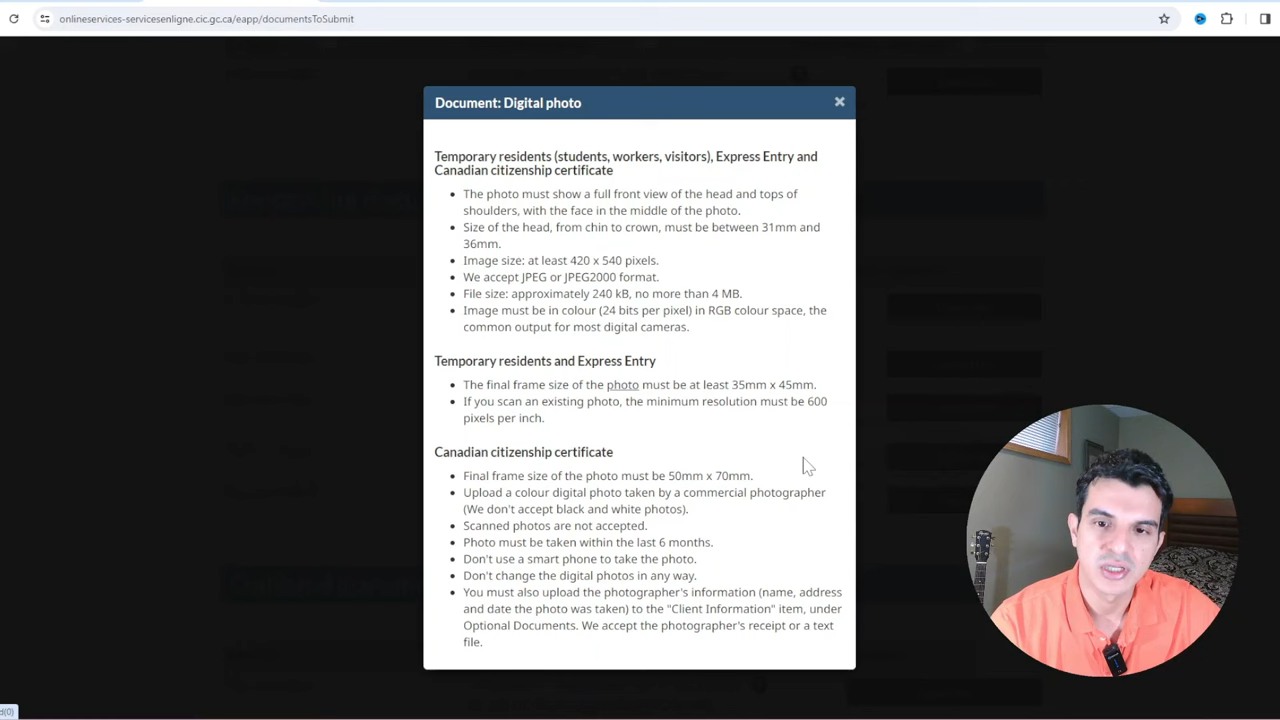 onlineservices-servicesenligne.cic.gc.ca/eapp/documentsToSubmit
Document: Digital photo
Temporary residents (students, workers, visitors), Express Entry and
Canadian citizenship certificate
The photo must show a full front view of the head and tops of
shoulders, with the face in the middle of the photo.
Size of the head, from chin to crown, must be between 31mm and
36mm.
Image size: at least 420 x 540 pixels.
We accept JPEG or JPEG2000 format.
File size: approximately 240 kB, no more than 4 MB.
Image must be in colour (24 bits per pixel) in RGB colour space, the
common output for most digital cameras.
Temporary residents and Express Entry
The final frame size of the photo must be at least 35mm x 45mm.
If you scan an existing photo, the minimum resolution must be 600
pixels per inch.
Canadian citizenship certificate
Final frame size of the photo must be 50mm x 70mm.
Upload a colour digital photo taken by a commercial photographer
(We don't accept black and white photos).
Scanned photos are not accepted.
Photo must be taken within the last 6 months.
Don't use a smart phone to take the photo.
Don't change the digital photos in any way.
You must also upload the photographer's information (name, address
and date the photo was taken) to the "Client Information" item, under
Optional Documents. We accept the photographer's receipt or a text
file.
d(0)